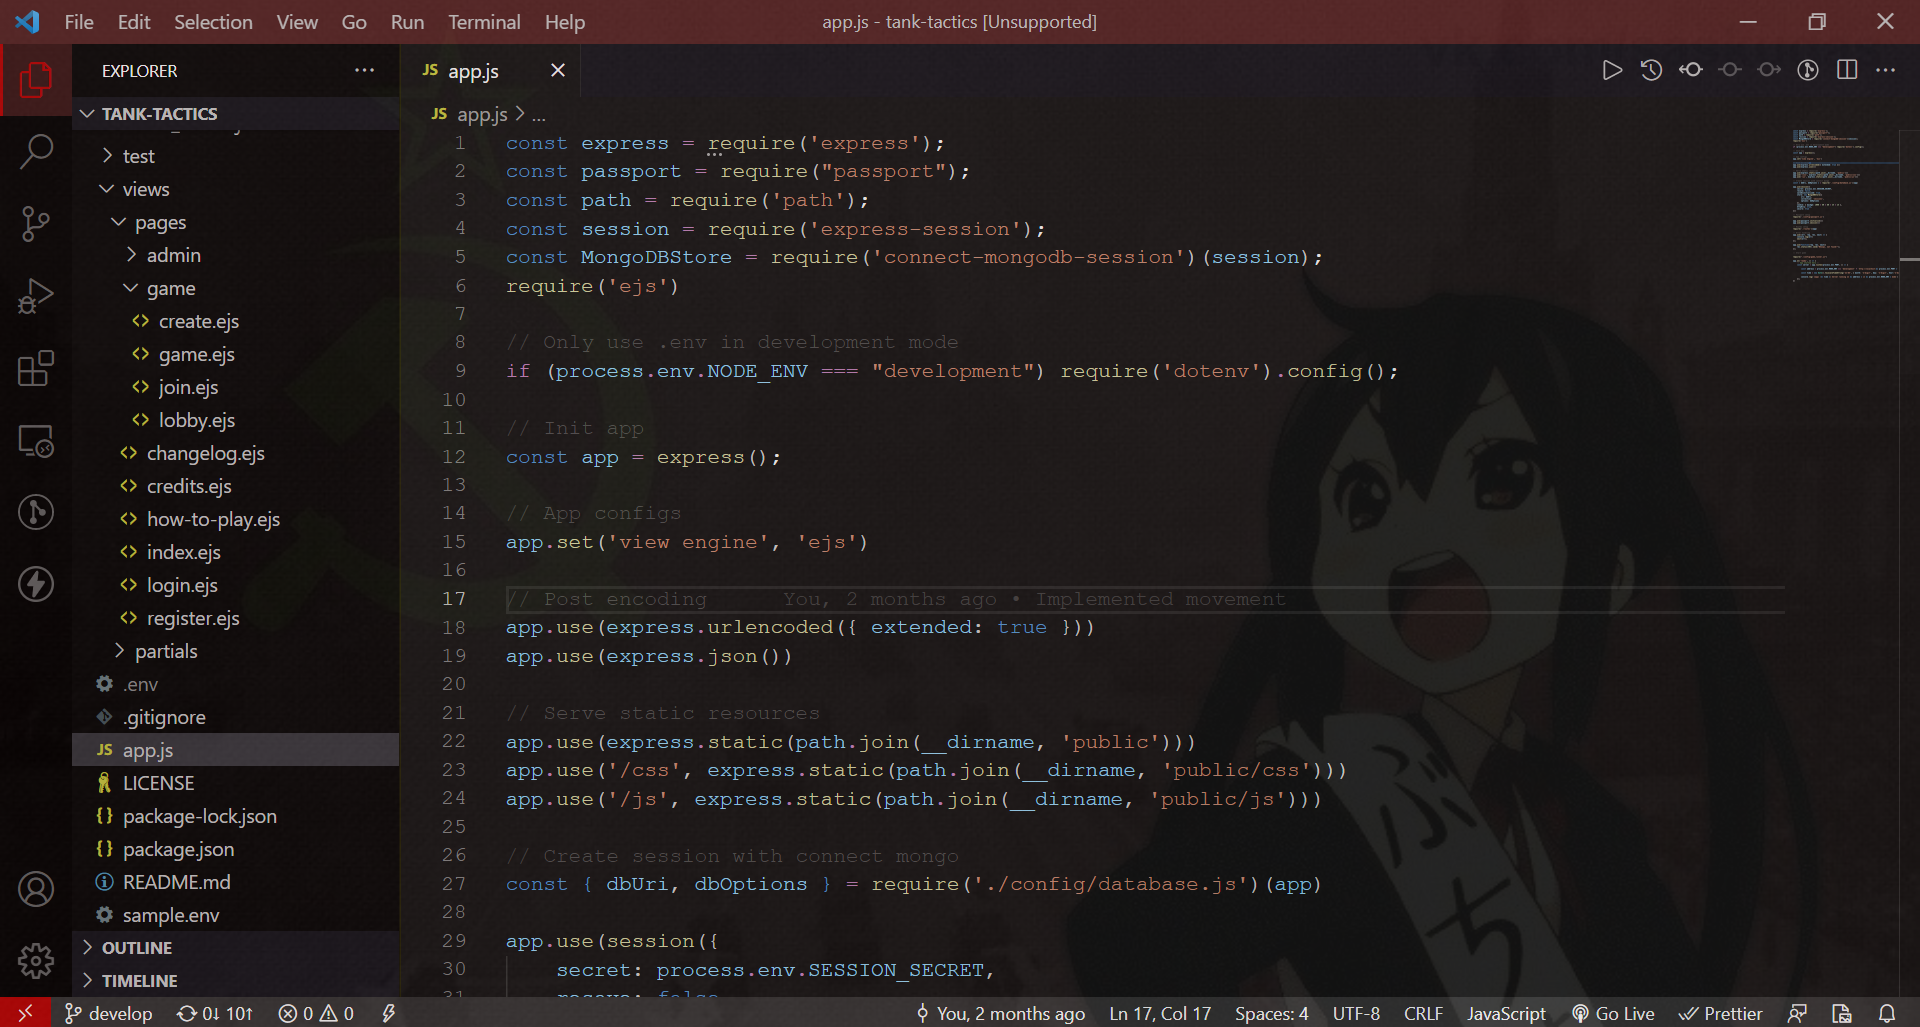 File Edit Selection View Go Run Terminal Help
app.js - tank-tactics [Unsupported]
EXPLORER
TANK-TACTICS
test
views
pages
admin
game
create.ejs
game.ejs
join.ejs
lobby.ejs
changelog.ejs
credits.ejs
how-to-play.ejs
index.ejs
login.ejs
register.ejs
partials
.env
.gitignore
JS app.js
LICENSE
{} package-lock.json
{} package.json
README.md
sample.env
OUTLINE
TIMELINE
JS app.js
JS app.js > ...
1 const express = require('express');
2 const passport = require("passport");
3 const path = require('path');
4 const session = require('express-session');
5 const MongoDBStore = require('connect-mongodb-session')(session);
6 require('ejs')
7
8 // Only use .env in development mode
9 if (process.env.NODE_ENV === "development") require('dotenv').config();
10
11 // Init app
12 const app = express();
13
14 // App configs
15 app.set('view engine', 'ejs')
16
17 // Post encoding You, 2 months ago • Implemented movement
18 app.use(express.urlencoded({ extended: true }))
19 app.use(express.json())
20
21 // Serve static resources
22 app.use(express.static(path.join(__dirname, 'public')))
23 app.use('/css', express.static(path.join(__dirname, 'public/css')))
24 app.use('/js', express.static(path.join(__dirname, 'public/js')))
25
26 // Create session with connect mongo
27 const { dbUri, dbOptions } = require('./config/database.js')(app)
28
29 app.use(session({
30 secret: process.env.SESSION_SECRET,
ぶち
develop 0↓ 10↑ 0 0
You, 2 months ago Ln 17, Col 17 Spaces: 4 UTF-8 CRLF JavaScript Go Live Prettier